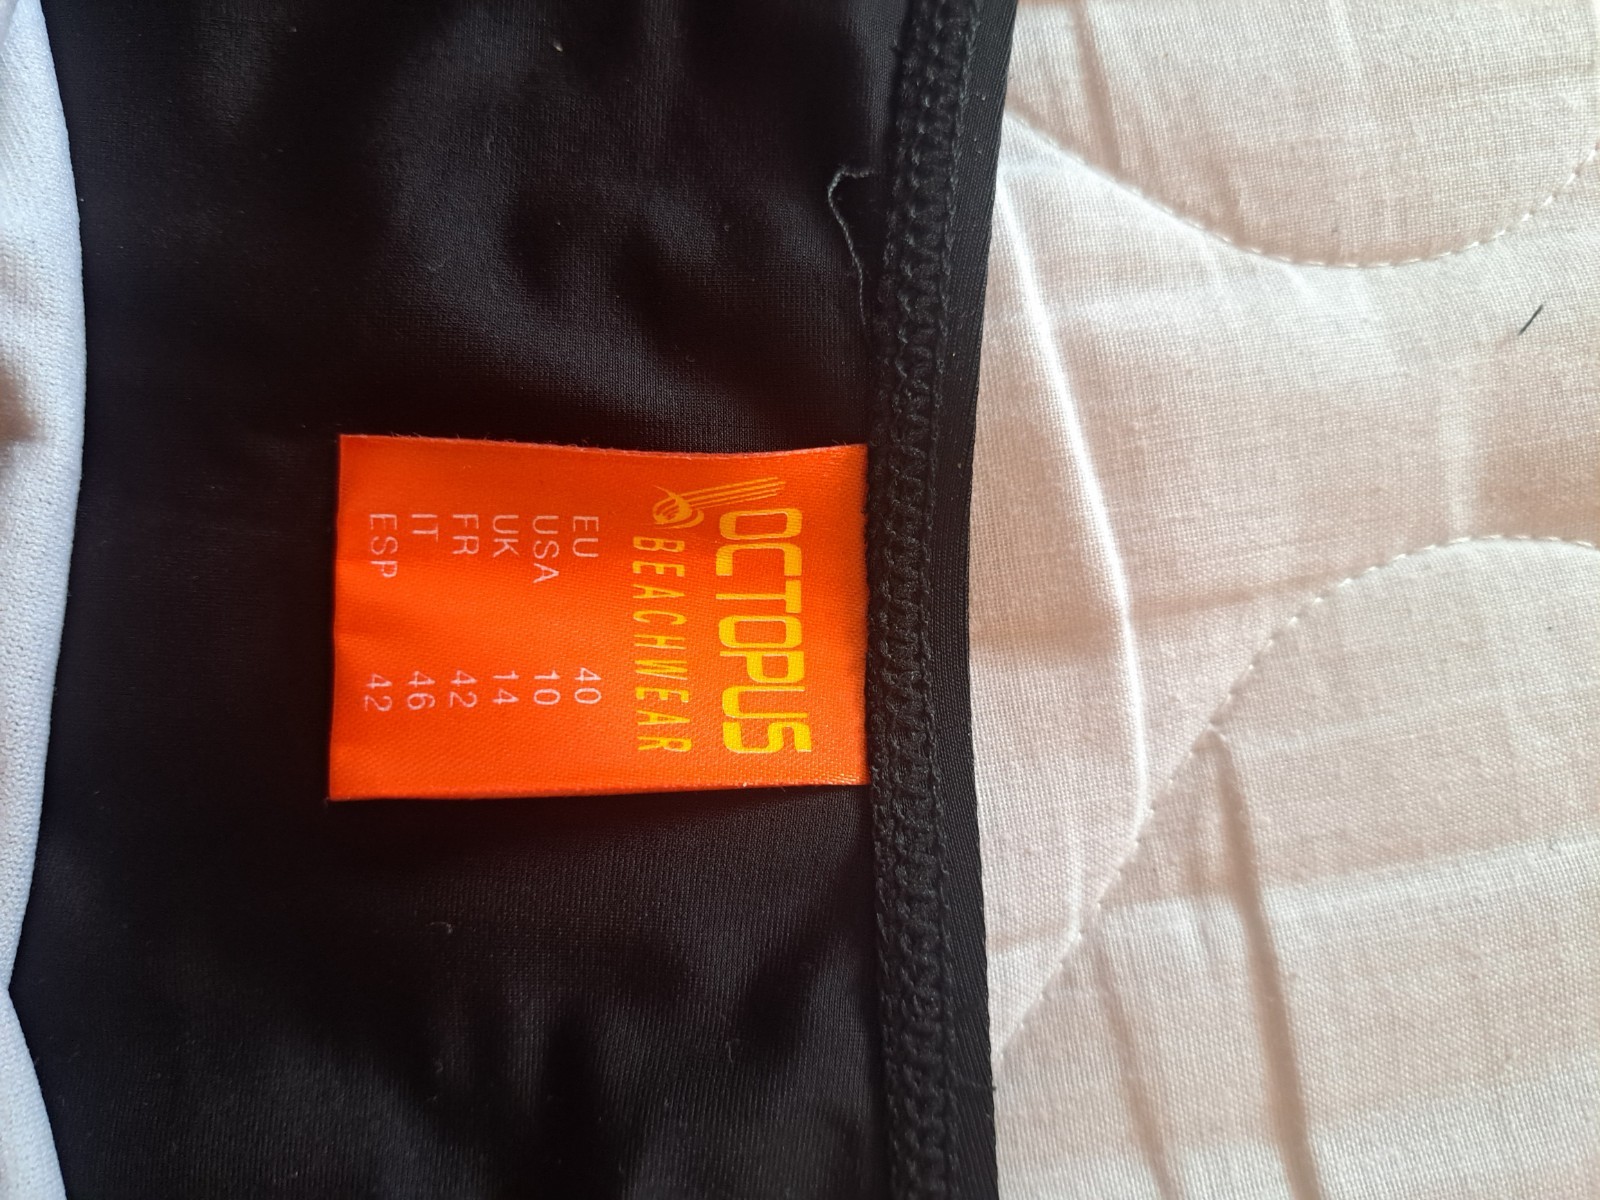 OCTOPUS
BEACHWEAR
EU 40
USA 10
UK 14
FR 42
IT 46
ESP 42